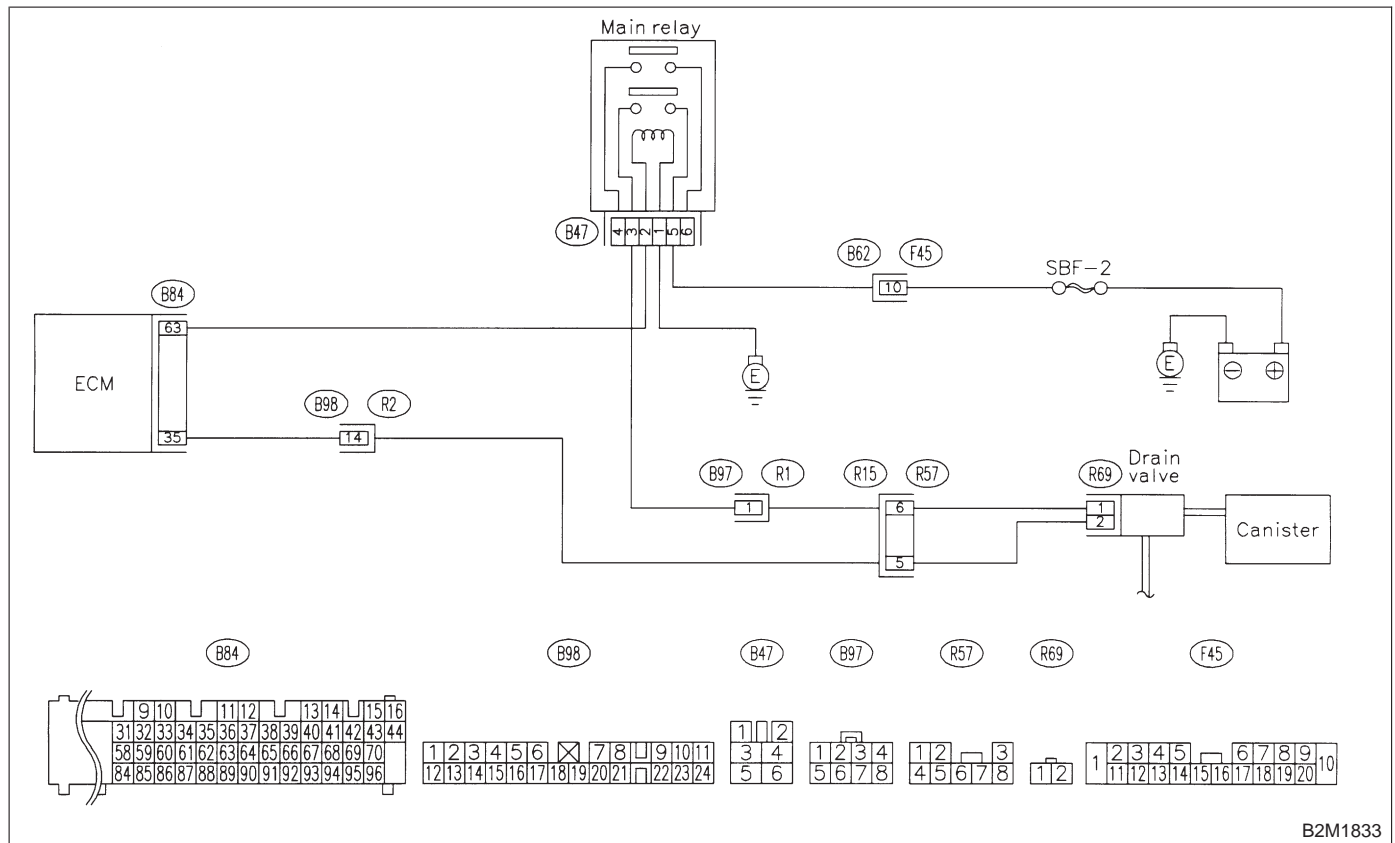 Main relay
B47
4 3 2 1 5 6
B62 F45
10
SBF-2
B84
63
ECM
35
E
E
⊖ ⊕
B98 R2
14
B97 R1
1
R15 R57
6
5
R69
1
2
Drain
valve
Canister
B84
9 10 11 12 13 14 15 16
31 32 33 34 35 36 37 38 39 40 41 42 43 44
58 59 60 61 62 63 64 65 66 67 68 69 70
84 85 86 87 88 89 90 91 92 93 94 95 96
B98
1 2 3 4 5 6 7 8 9 10 11
12 13 14 15 16 17 18 19 20 21 22 23 24
B47
1 2
3 4
5 6
B97
1 2 3 4
5 6 7 8
R57
1 2 3
4 5 6 7 8
R69
1 2
F45
1 2 3 4 5 6 7 8 9 10
11 12 13 14 15 16 17 18 19 20
B2M1833